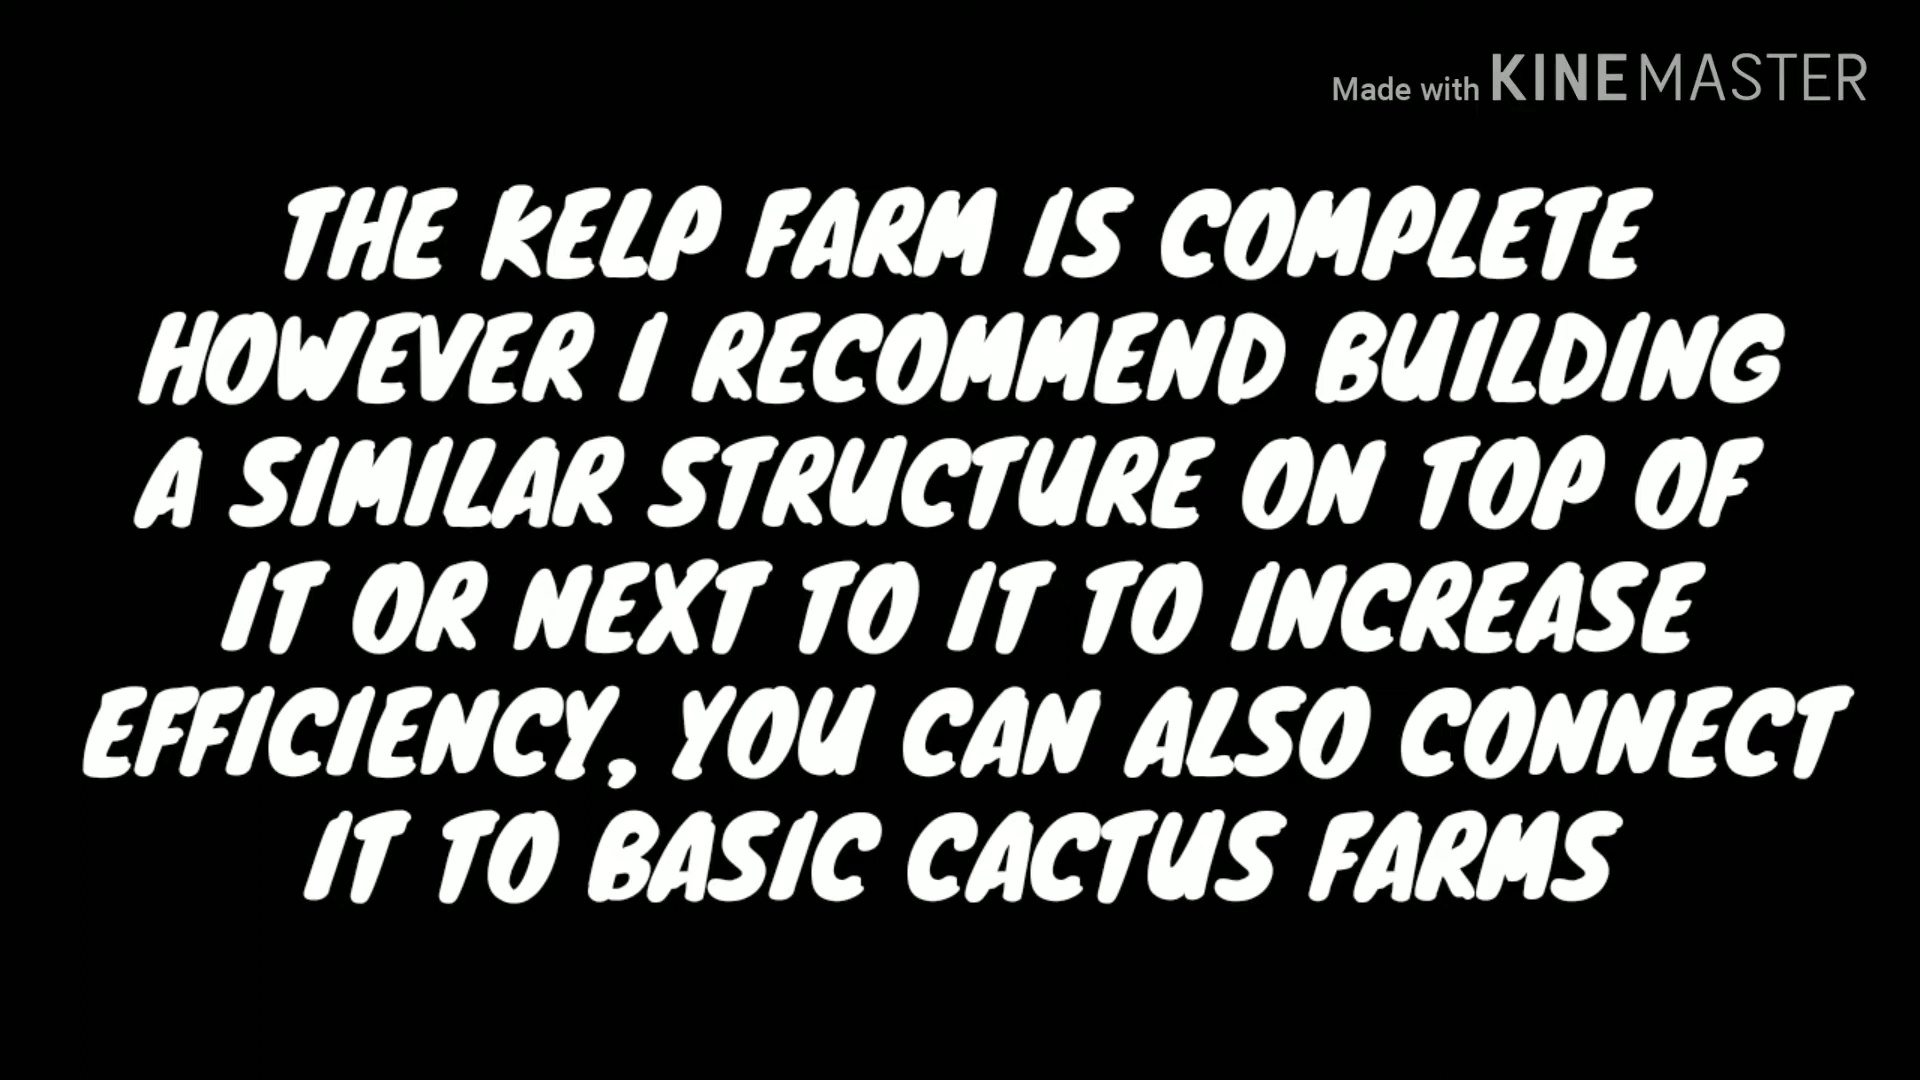 Made with KINEMASTER
THE KELP FARM IS COMPLETE
HOWEVER I RECOMMEND BUILDING
A SIMILAR STRUCTURE ON TOP OF
IT OR NEXT TO IT TO INCREASE
EFFICIENCY, YOU CAN ALSO CONNECT
IT TO BASIC CACTUS FARMS